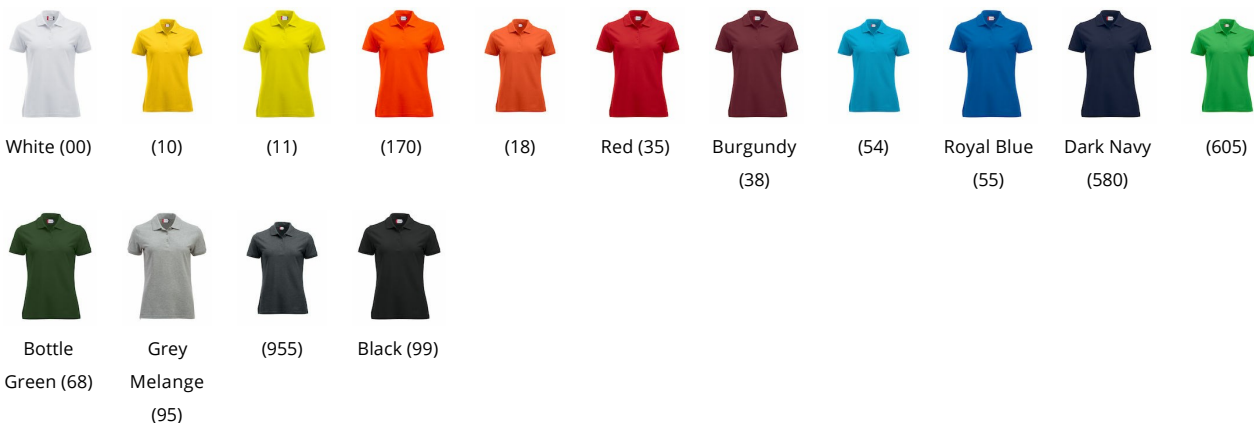 White (00)
(10)
(11)
(170)
(18)
Red (35)
Burgundy
(38)
(54)
Royal Blue
(55)
Dark Navy
(580)
(605)
Bottle
Green (68)
Grey
Melange
(95)
(955)
Black (99)